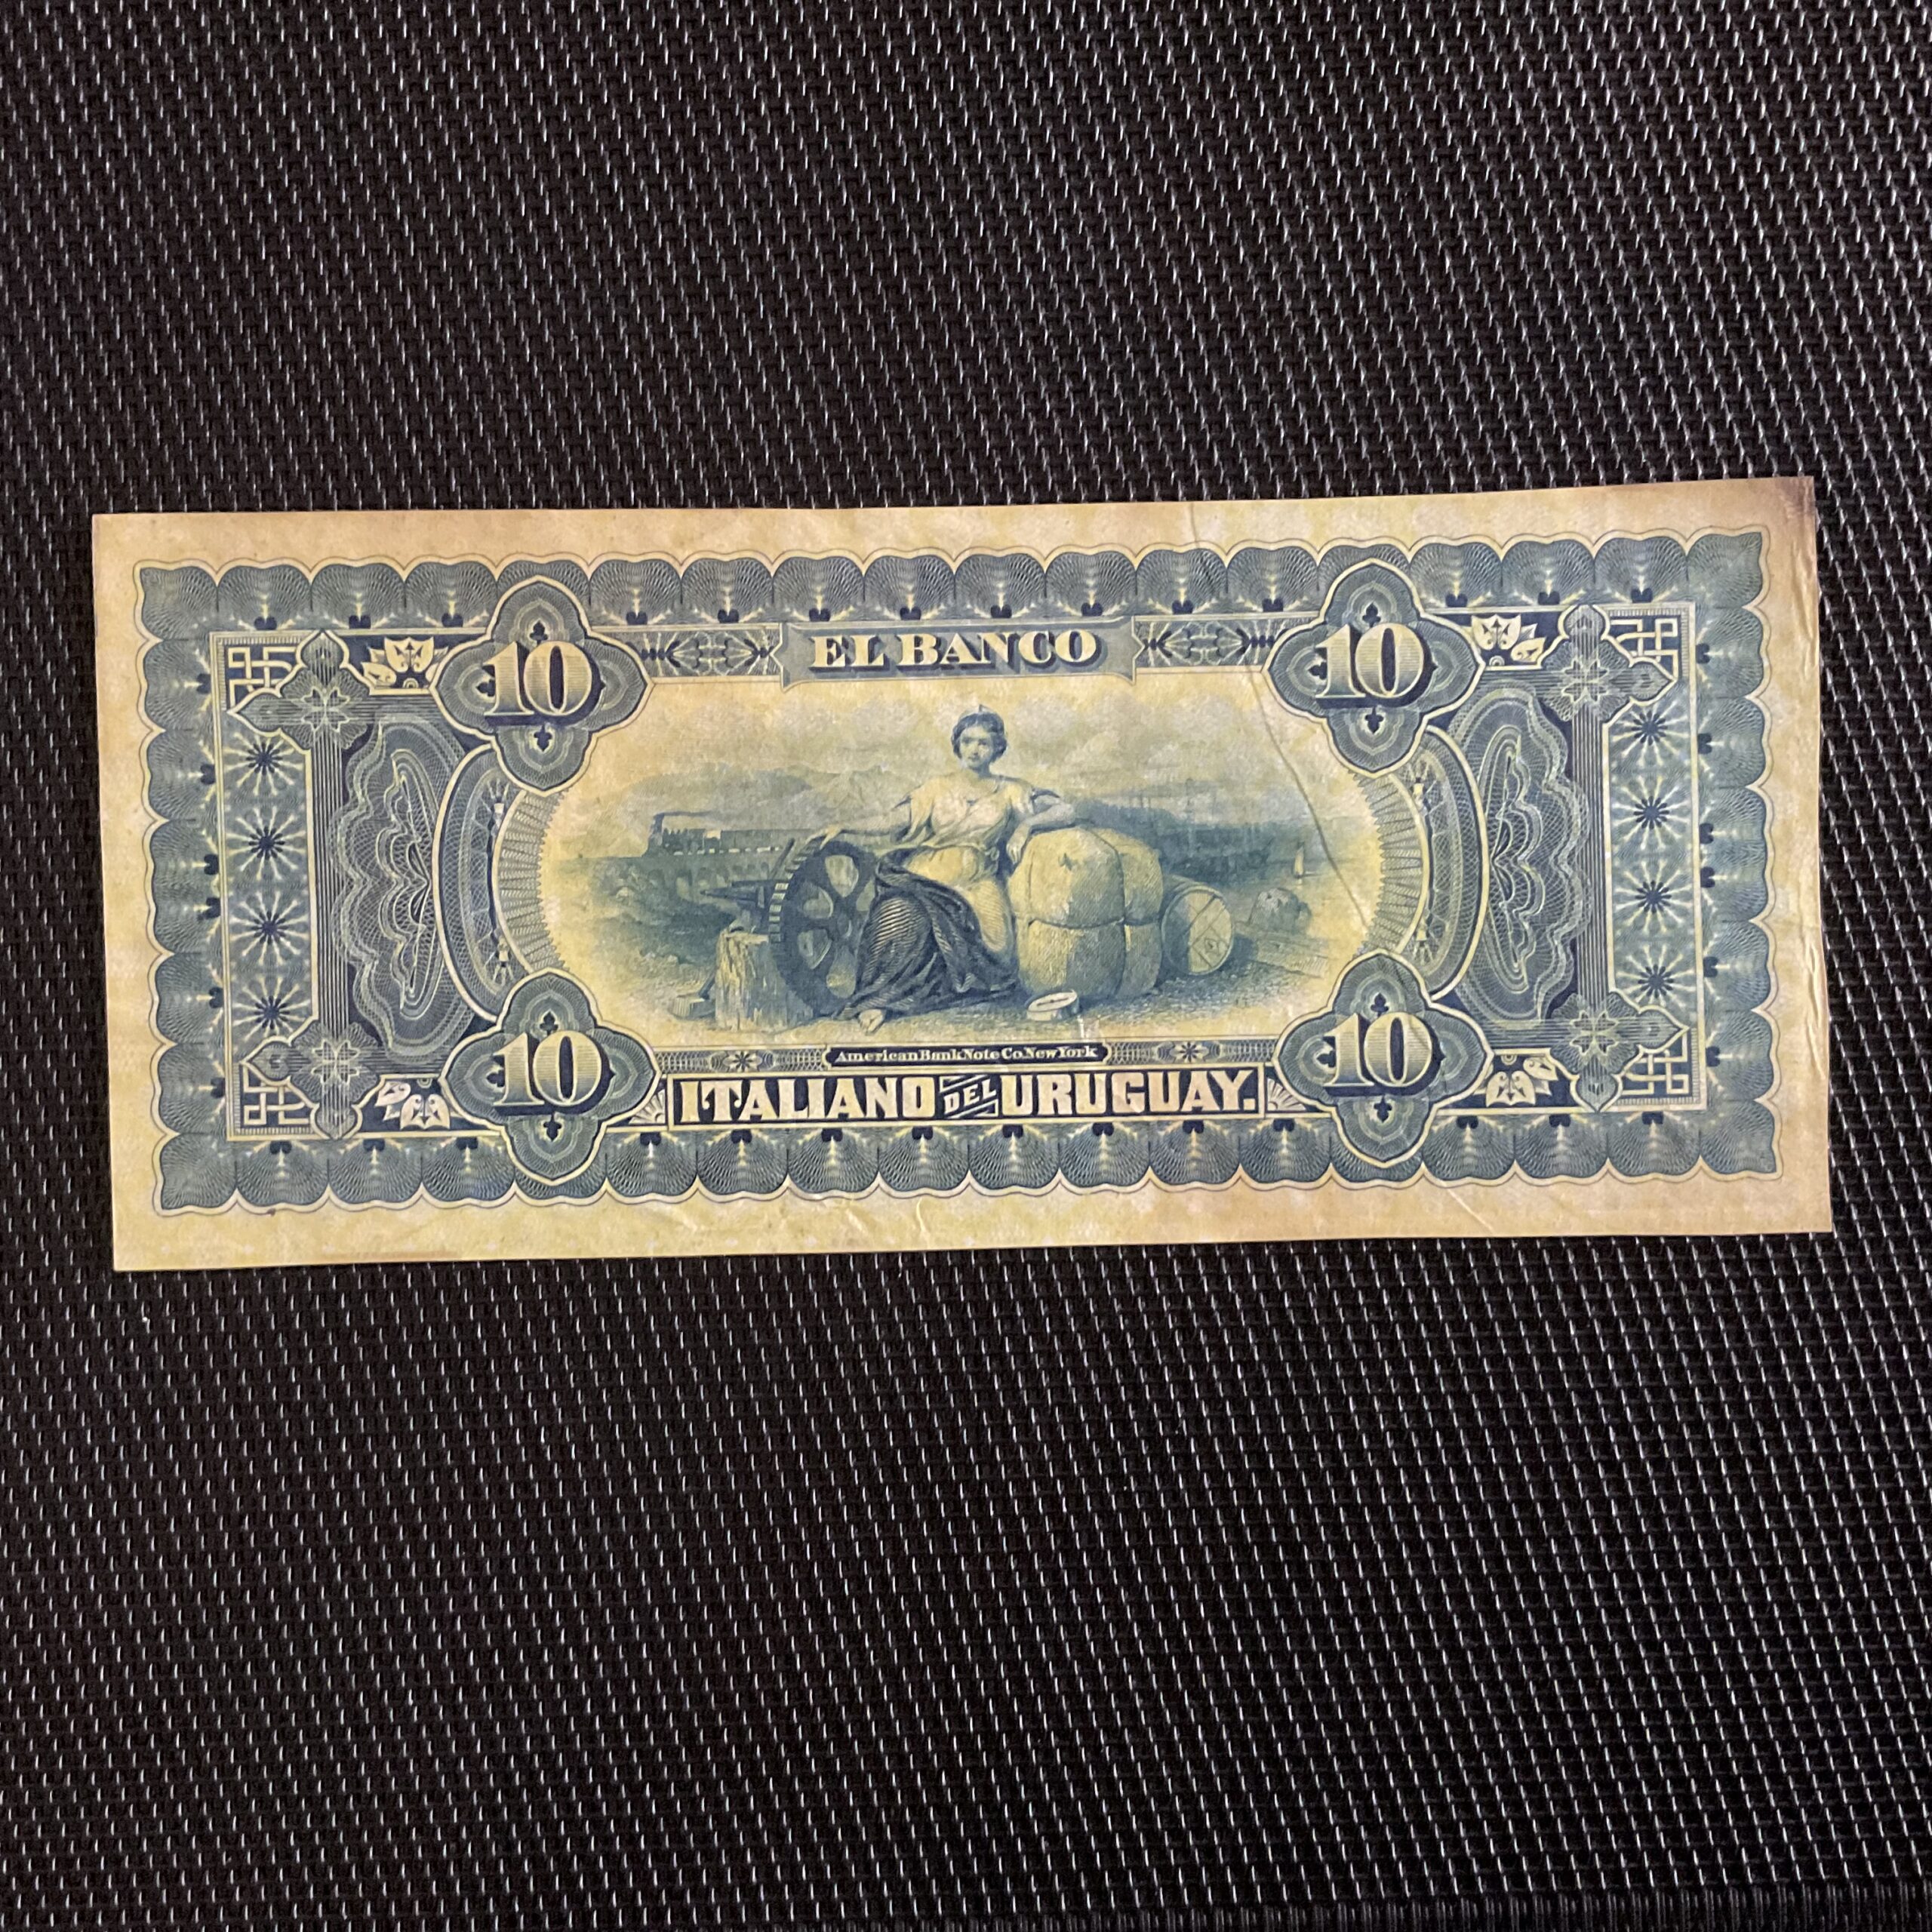 10 EL BANCO 10
American Bank Note Co. New York
10 ITALIANO DEL URUGUAY. 10